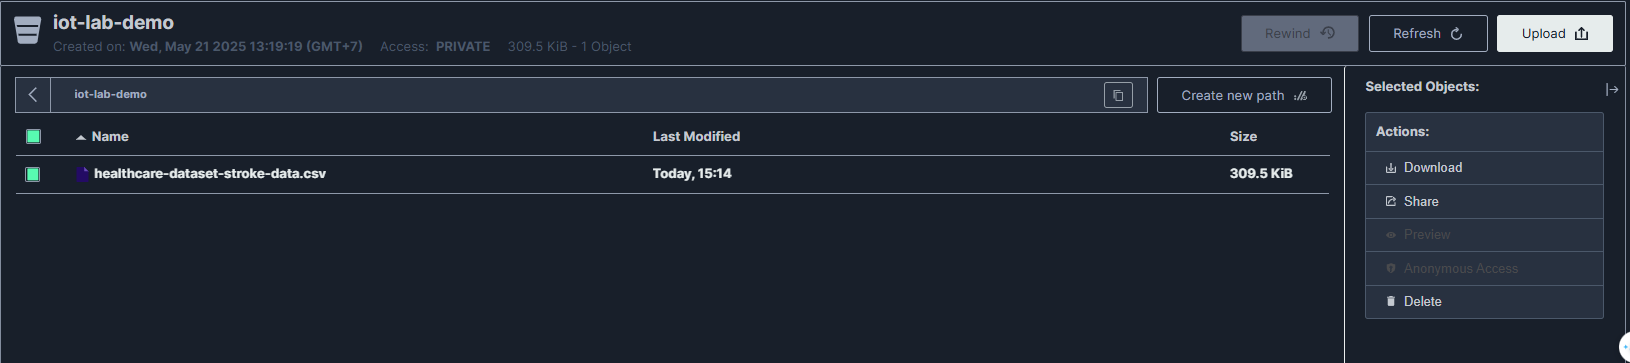 iot-lab-demo
Created on: Wed, May 21 2025 13:19:19 (GMT+7) Access: PRIVATE 309.5 KiB - 1 Object
Rewind Refresh Upload
iot-lab-demo
Create new path
Name Last Modified Size
healthcare-dataset-stroke-data.csv Today, 15:14 309.5 KiB
Selected Objects:
Actions:
Download
Share
Preview
Anonymous Access
Delete